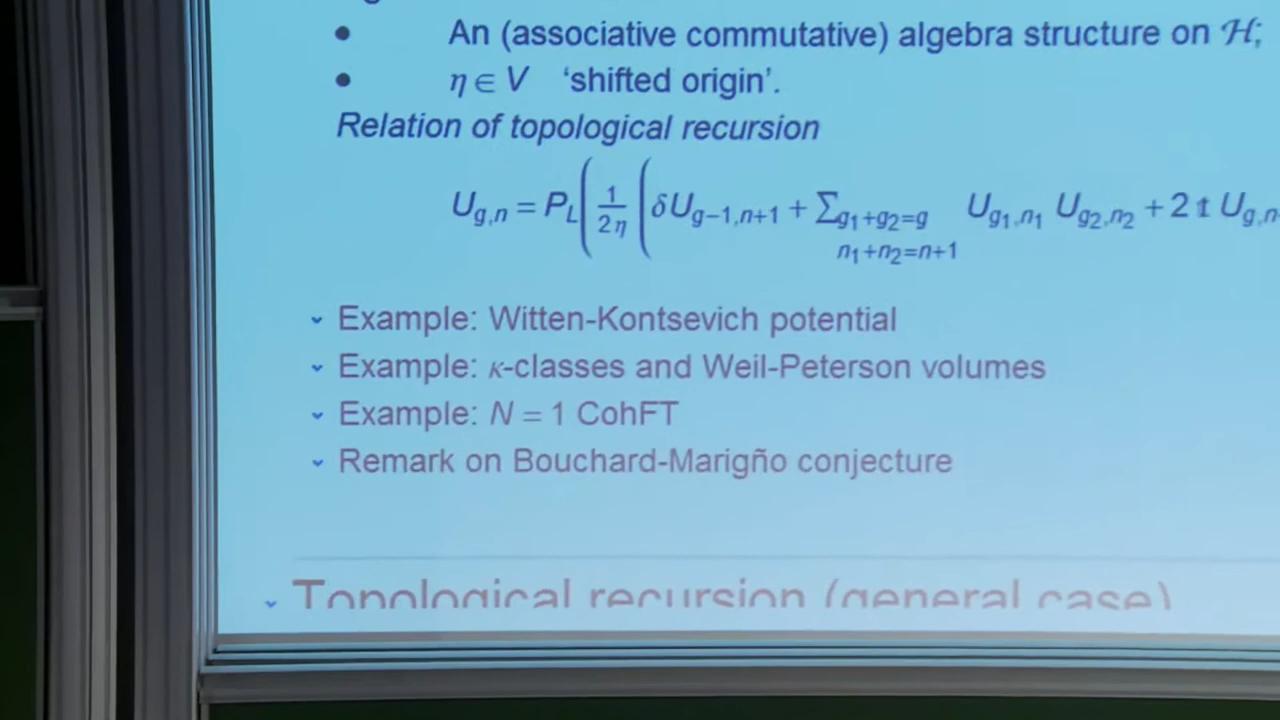 • An (associative commutative) algebra structure on ℋ;
• η ∈ V ‘shifted origin’.
Relation of topological recursion
U_{g,n} = P_L( 1/(2η) ( δU_{g−1,n+1} + Σ_{g₁+g₂=g, n₁+n₂=n+1} U_{g₁,n₁} U_{g₂,n₂} + 2 t U_{g,n
Example: Witten-Kontsevich potential
Example: κ-classes and Weil-Peterson volumes
Example: N = 1 CohFT
Remark on Bouchard-Marigño conjecture
Topological recursion (general case)